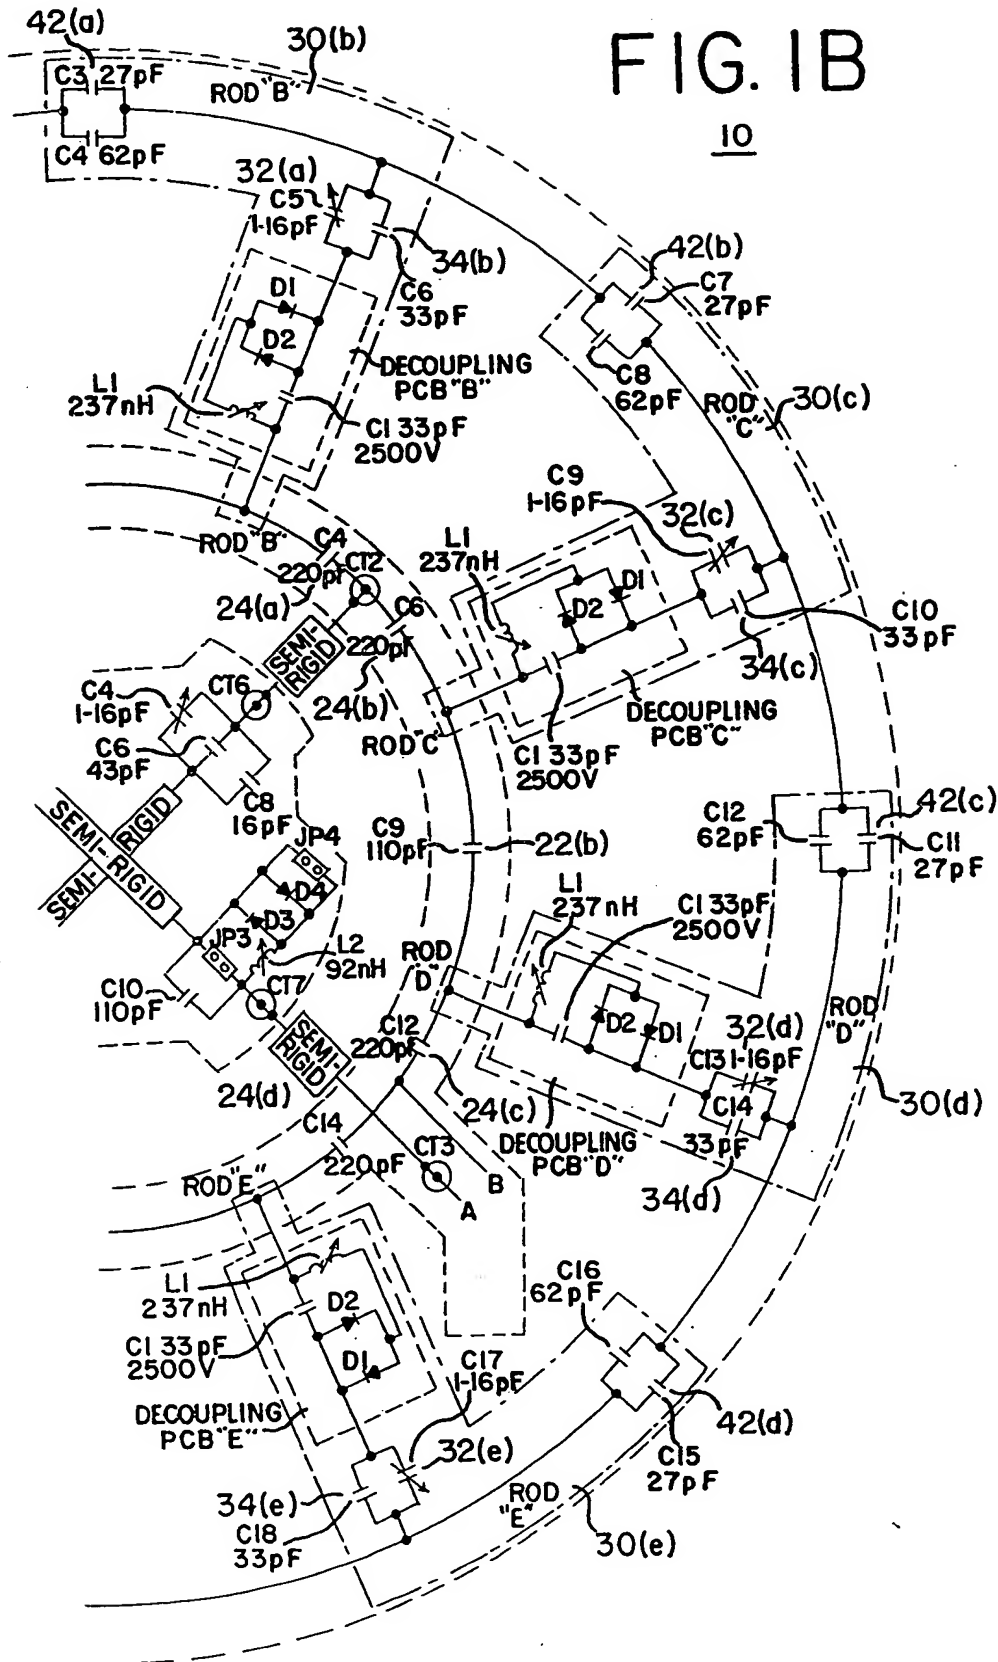 FIG. 1B
10
42(a)
C3 27pF
C4 62pF
ROD "B"
30(b)
32(a)
C5
1-16pF
34(b)
C6
33pF
D1
D2
DECOUPLING
PCB"B"
L1
237nH
C1 33pF
2500V
42(b)
C7
27pF
C8
62pF
ROD
"C"
30(c)
ROD"B"
C4
220pf
CT2
24(a)
C6
220pf
24(b)
SEMI-
RIGID
C9
1-16pF
32(c)
L1
237nH
D1
D2
C10
33pF
34(c)
DECOUPLING
PCB"C"
C1 33pF
2500V
ROD"C"
C4
1-16pF
CT6
C6
43pF
C8
16pF
SEMI-RIGID
RIGID
SEMI-
JP4
D4
D3
JP3
L2
92nH
CT7
C10
110pF
C9
110pF
22(b)
C12
62pF
42(c)
C11
27pF
L1
237nH
C1 33pF
2500V
ROD
"D"
D2
D1
32(d)
C13 1-16pF
C14
33pF
34(d)
ROD
"D"
30(d)
C12
220pf
24(c)
DECOUPLING
PCB"D"
SEMI-
RIGID
24(d)
C14
220pF
CT3
B
A
ROD"E"
L1
237nH
D2
D1
C1 33pF
2500V
DECOUPLING
PCB"E"
C17
1-16pF
32(e)
34(e)
C18
33pF
C16
62pF
42(d)
C15
27pF
ROD
"E"
30(e)